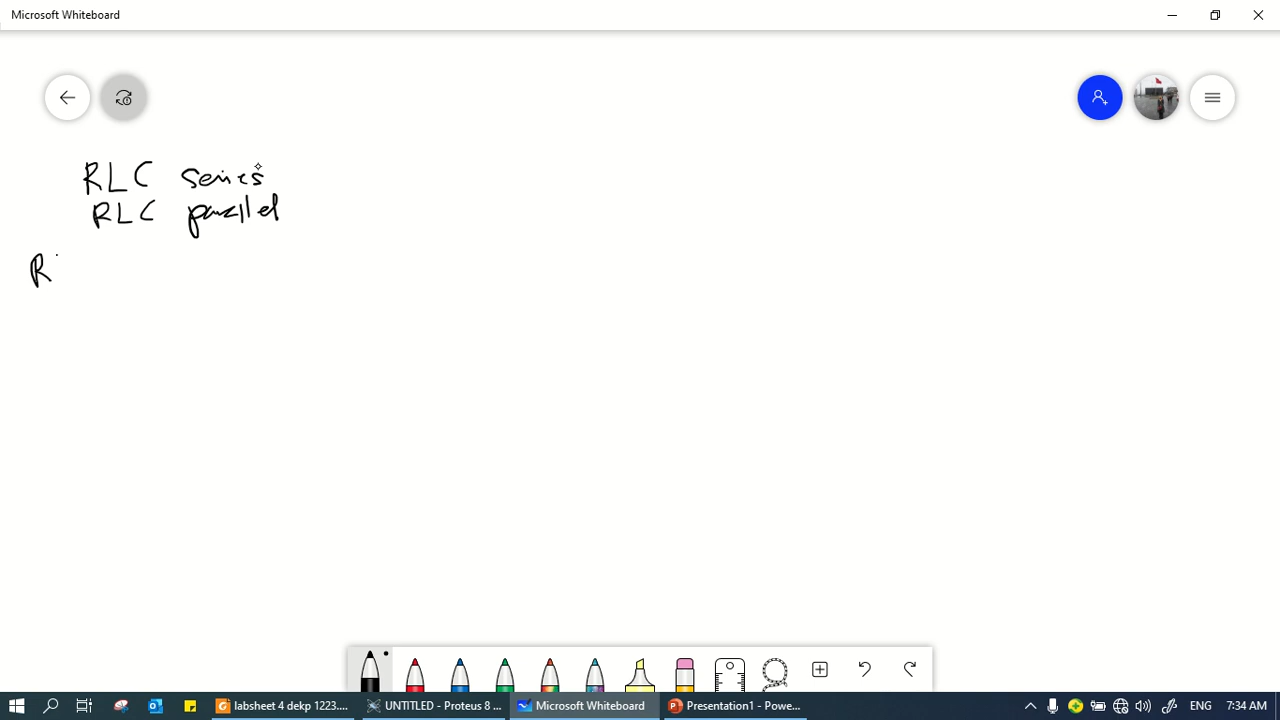 Microsoft Whiteboard
RLC series
RLC parallel
R
labsheet 4 dekp 1223....
UNTITLED - Proteus 8 ...
Microsoft Whiteboard
Presentation1 - Powe...
ENG
7:34 AM